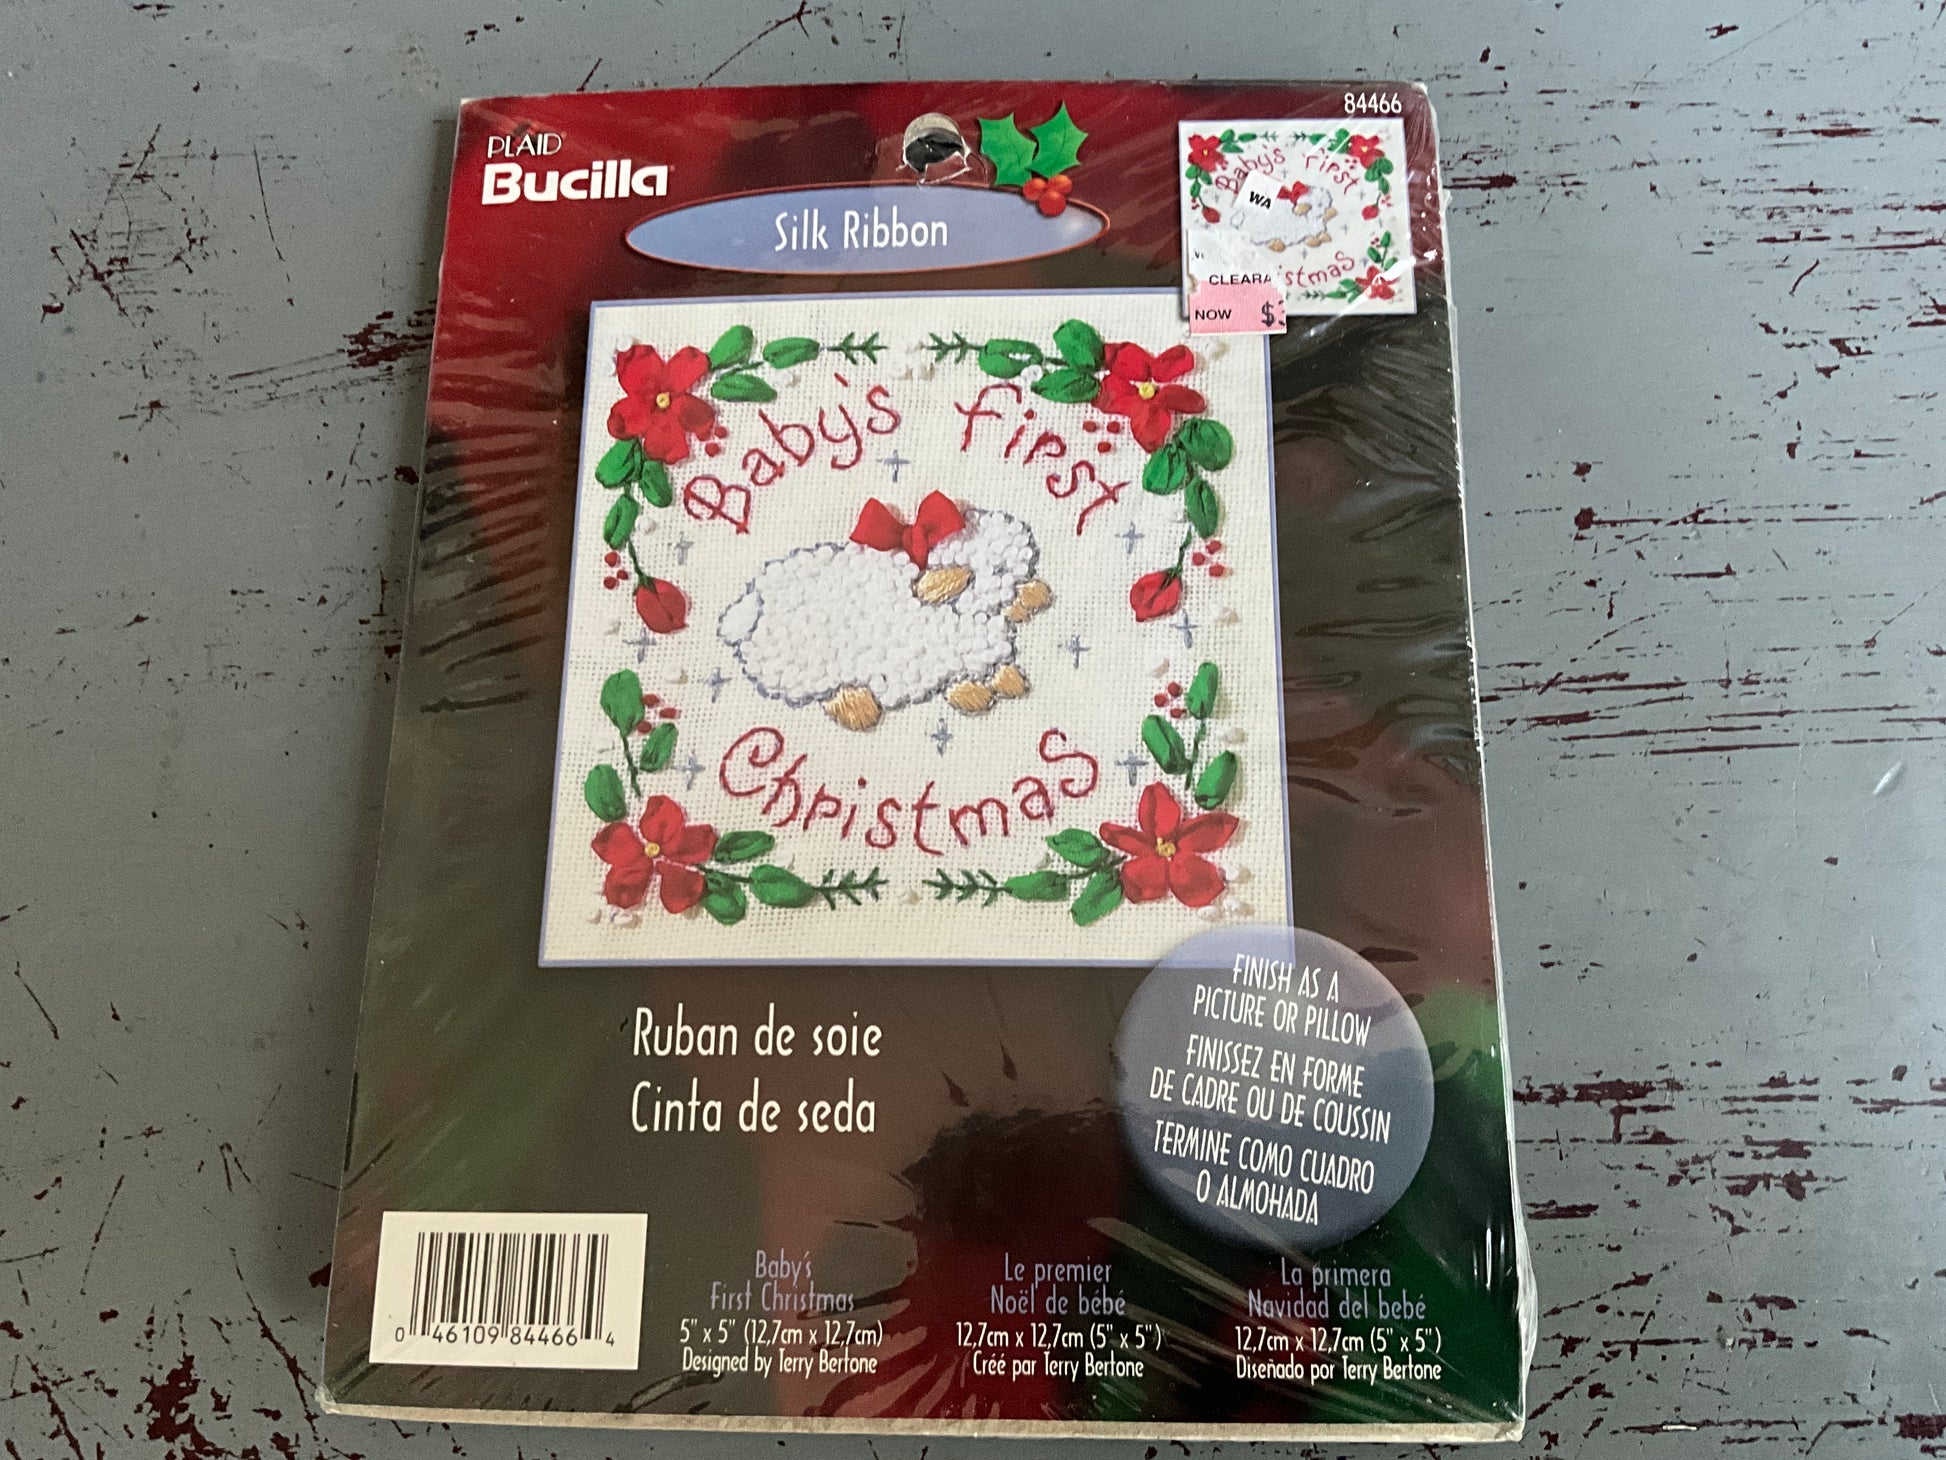 84466
PLAID
Bucilla
Silk Ribbon
Baby's First
WA
CLEARA
stmas
NOW $
Baby's First
Christmas
FINISH AS A
PICTURE OR PILLOW
FINISSEZ EN FORME
DE CADRE OU DE COUSSIN
TERMINE COMO CUADRO
O ALMOHADA
Ruban de soie
Cinta de seda
0 46109 84466 4
Baby's
First Christmas
5" x 5" (12,7cm x 12,7cm)
Designed by Terry Bertone
Le premier
Noël de bébé
12,7cm x 12,7cm (5" x 5")
Créé par Terry Bertone
La primera
Navidad del bebé
12,7cm x 12,7cm (5" x 5")
Diseñado por Terry Bertone